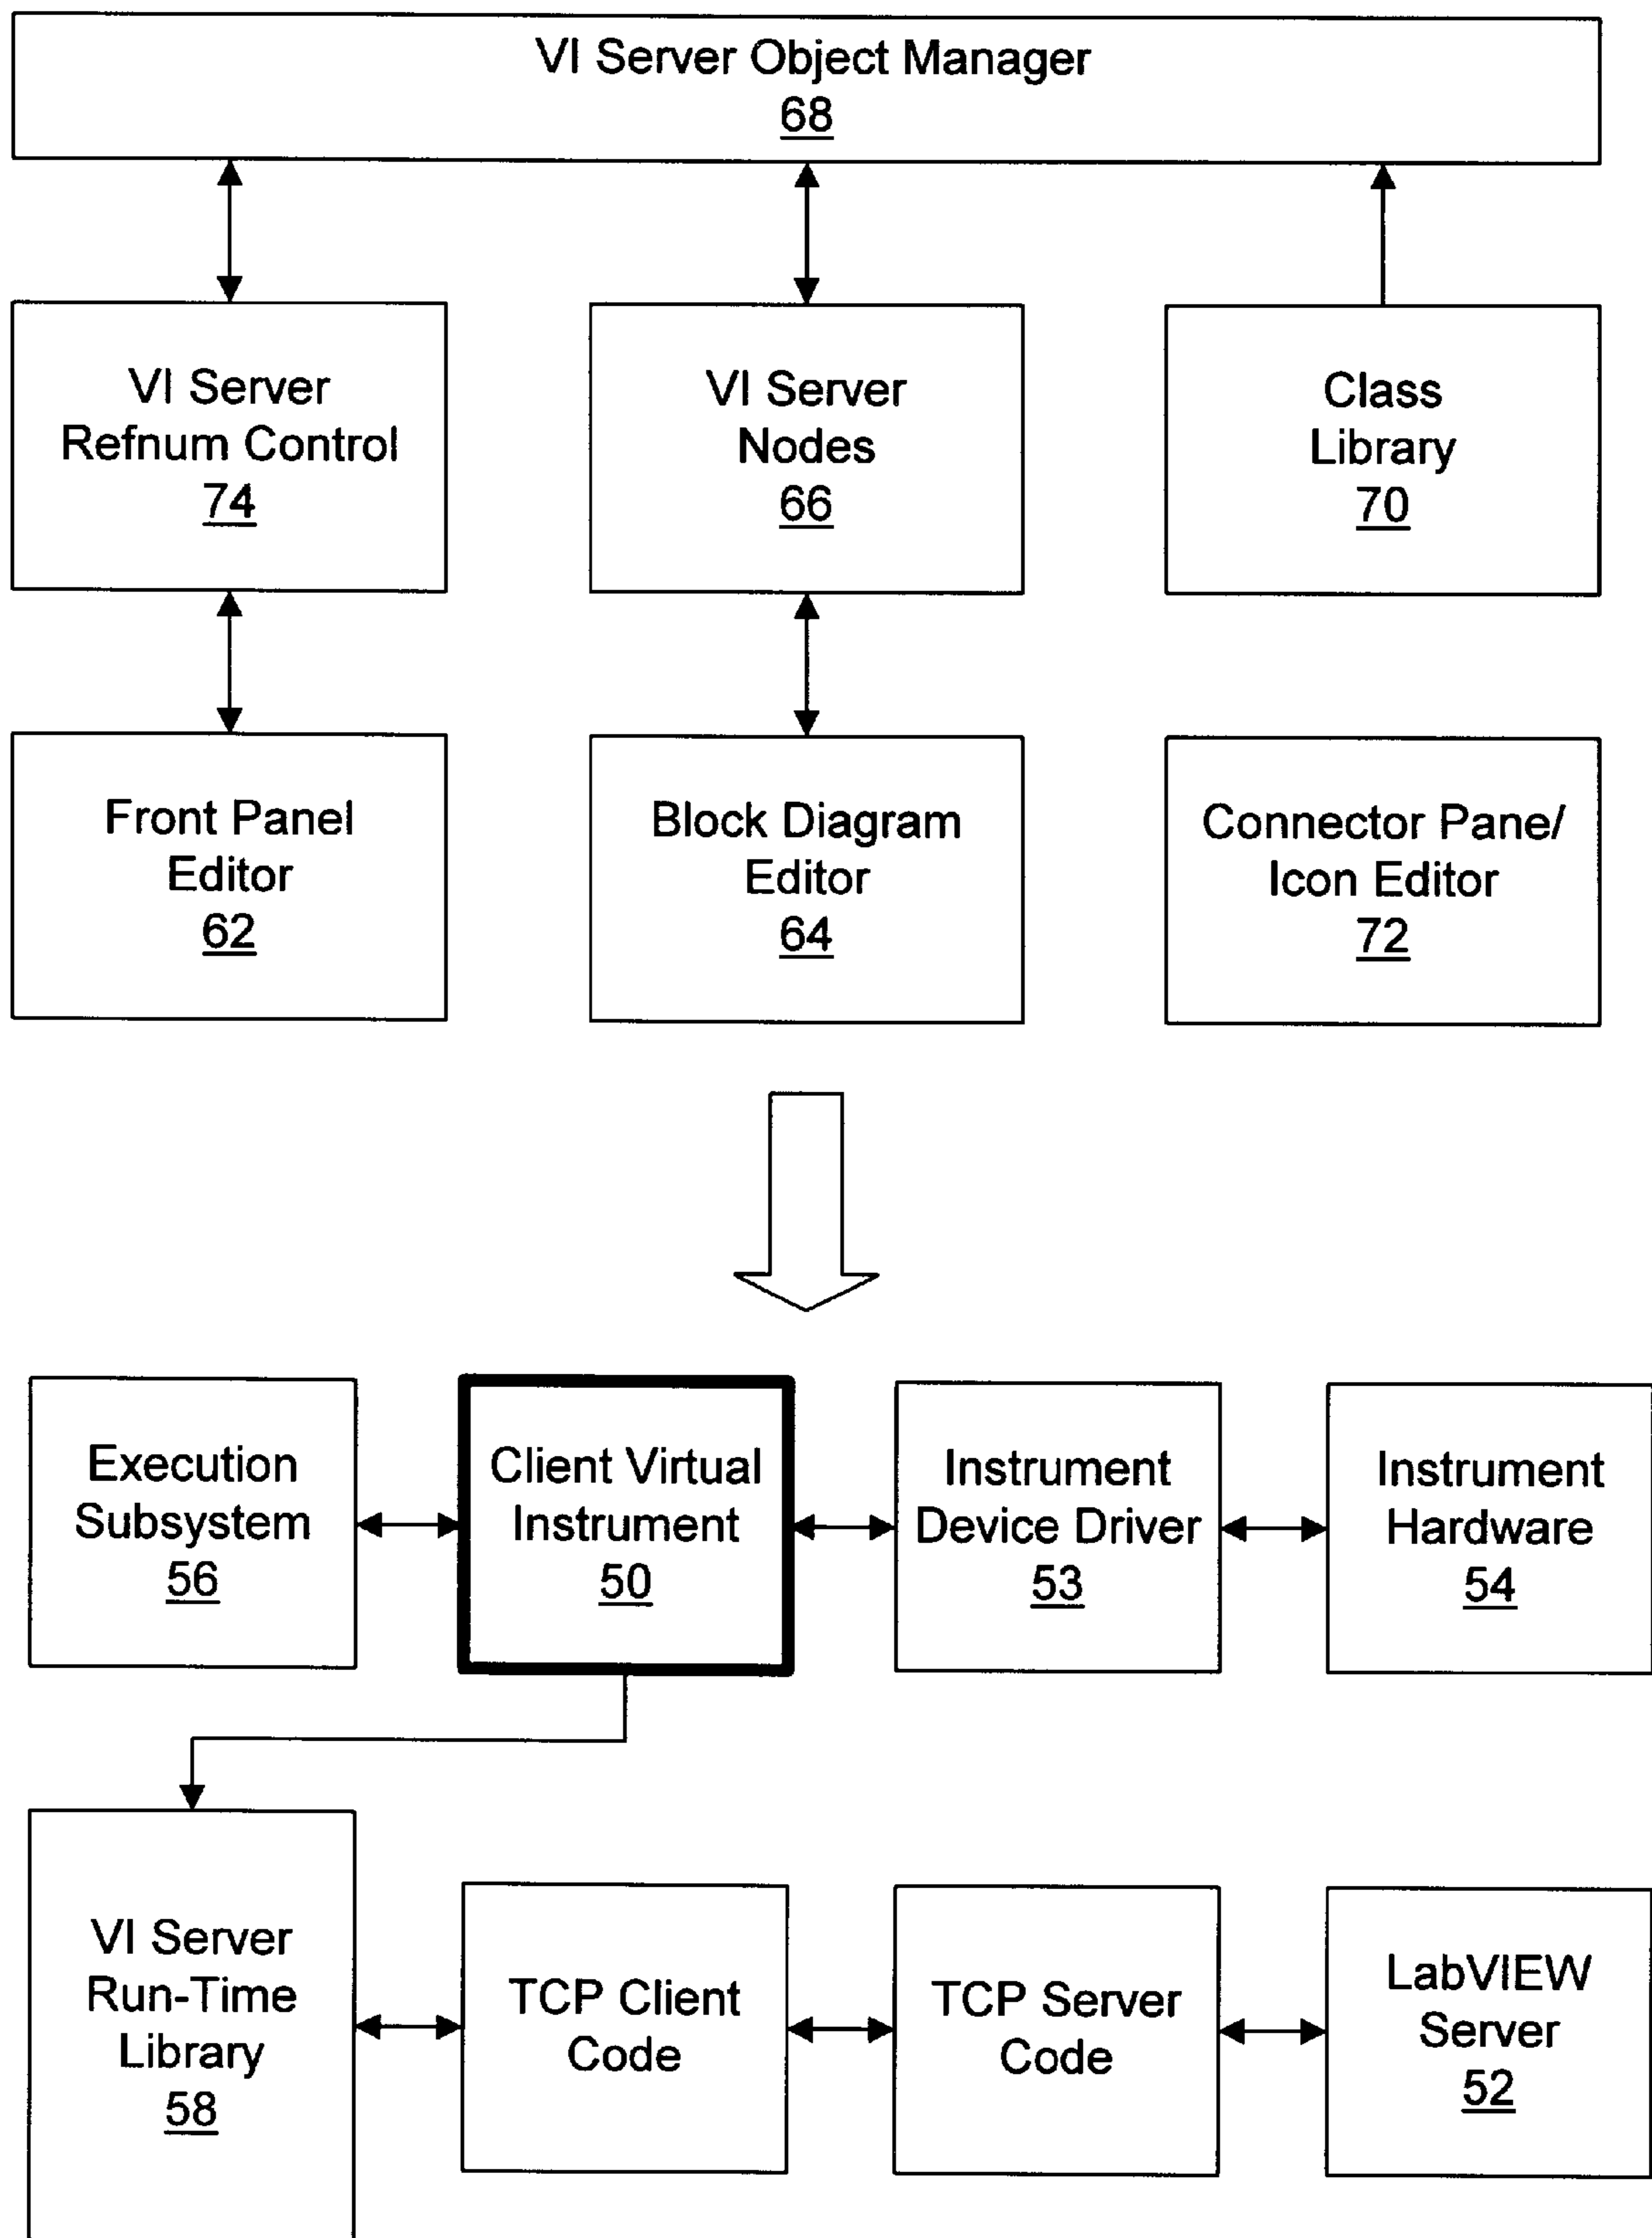 VI Server Object Manager
68
VI Server
Refnum Control
74
VI Server
Nodes
66
Class
Library
70
Front Panel
Editor
62
Block Diagram
Editor
64
Connector Pane/
Icon Editor
72
Execution
Subsystem
56
Client Virtual
Instrument
50
Instrument
Device Driver
53
Instrument
Hardware
54
VI Server
Run-Time
Library
58
TCP Client
Code
TCP Server
Code
LabVIEW
Server
52